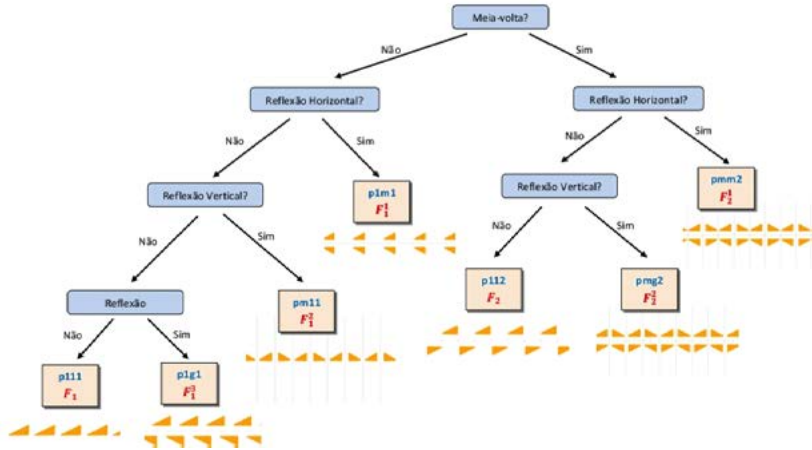 Meia-volta?
Não
Sim
Reflexão Horizontal?
Reflexão Horizontal?
Não
Sim
Não
Sim
Reflexão Vertical?
p1m1
F₁¹
Reflexão Vertical?
pmm2
F₂¹
Não
Sim
Não
Sim
Reflexão
pm11
F₁²
p112
F₂
pmg2
F₂²
Não
Sim
p111
F₁
p1g1
F₁³